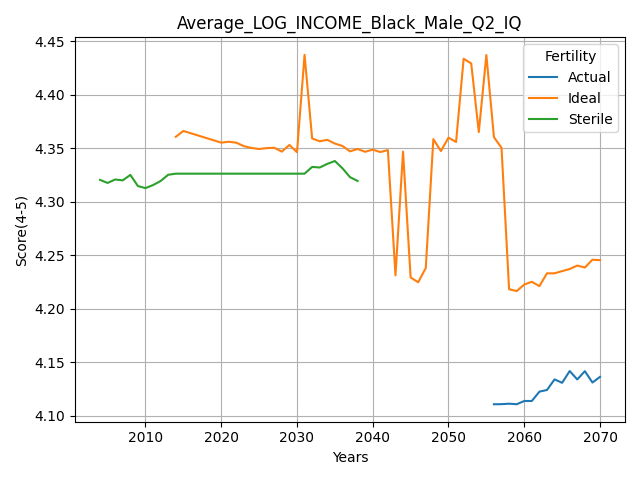 Average_LOG_INCOME_Black_Male_Q2_IQ
Fertility
Actual
Ideal
Sterile
Score(4-5)
4.45
4.40
4.35
4.30
4.25
4.20
4.15
4.10
2010 2020 2030 2040 2050 2060 2070
Years